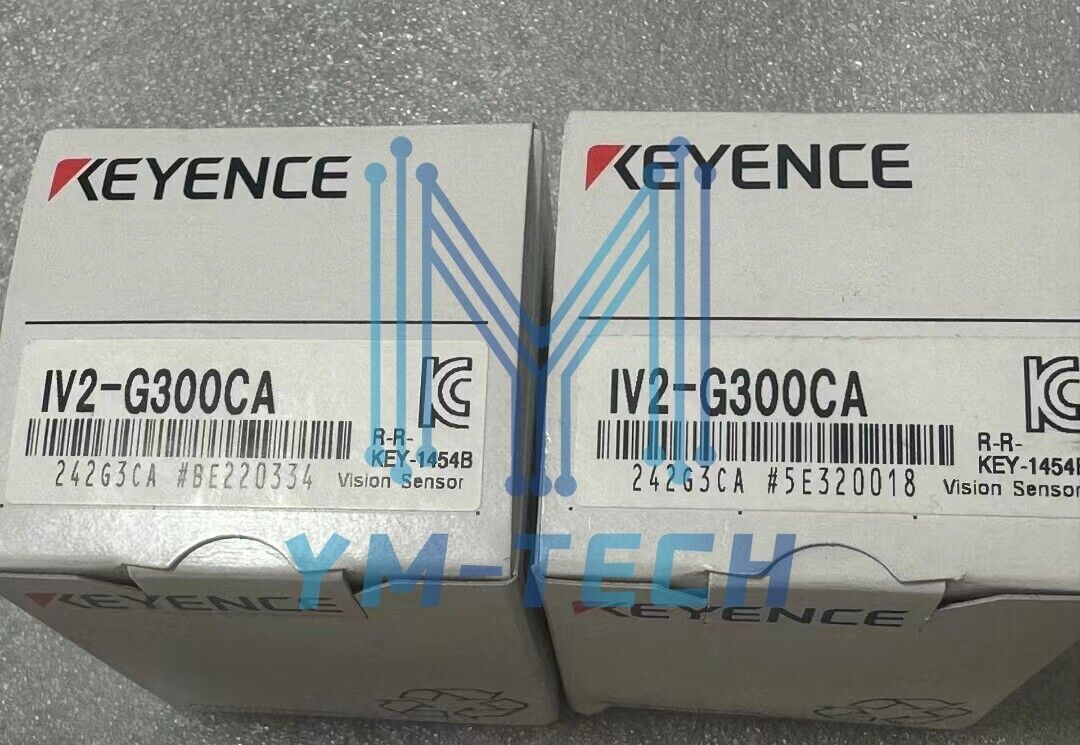 KEYENCE
IV2-G300CA
R-R-
KEY-1454B
242G3CA #BE220334
Vision Sensor
KEYENCE
KEYENCE
IV2-G300CA
R-R-
KEY-1454B
242G3CA #5E320018
Vision Sensor
KEYENCE
YM-TECH